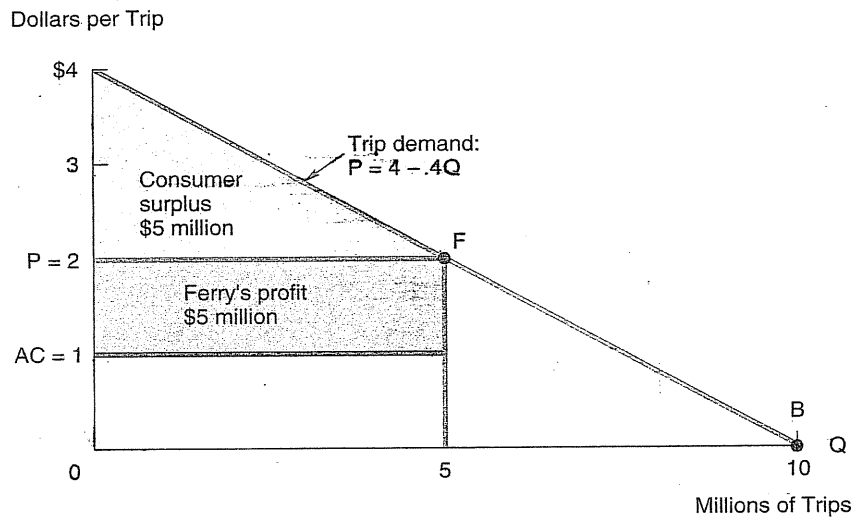 Dollars per Trip
$4
3
Trip demand:
P = 4 – .4Q
Consumer
surplus
$5 million
F
P = 2
Ferry's profit
$5 million
AC = 1
B
0
5
10
Q
Millions of Trips